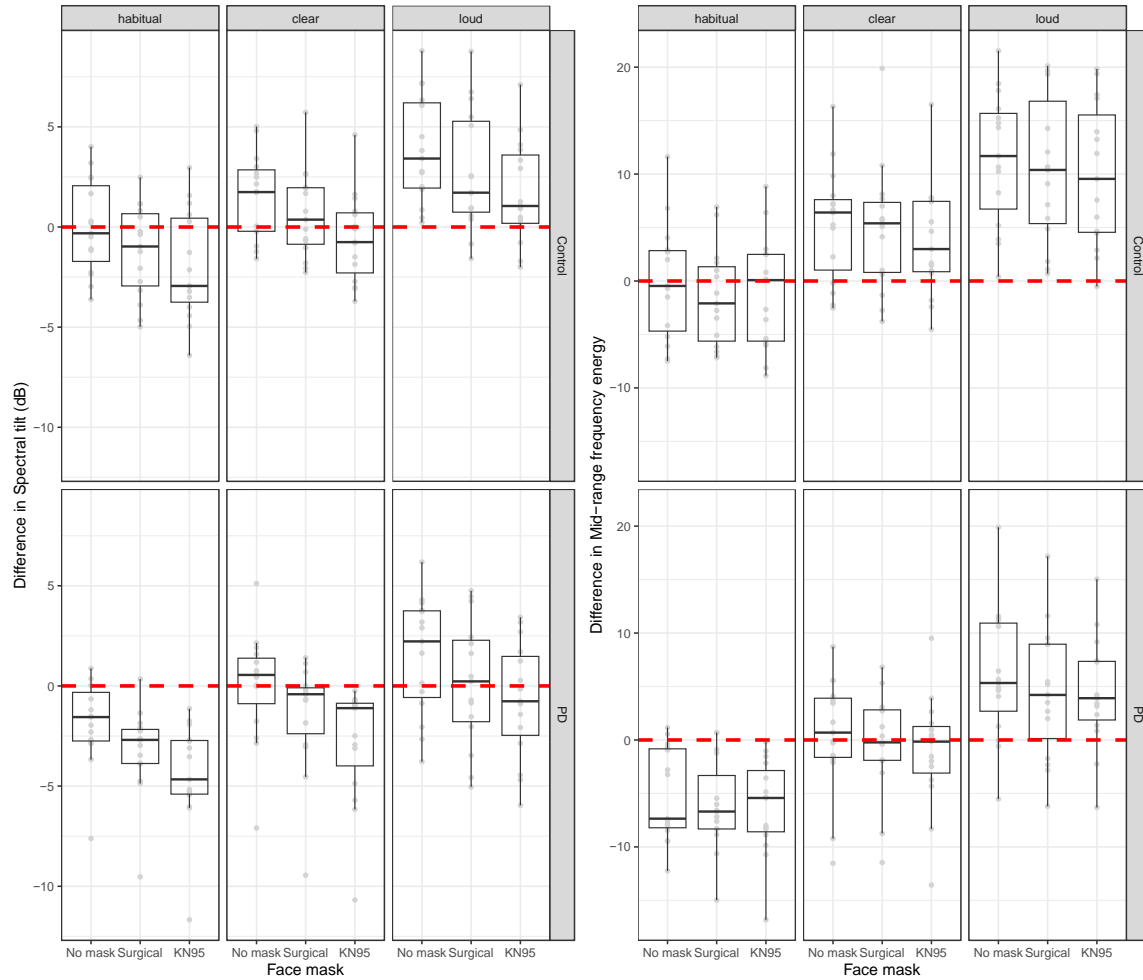 habitual clear loud
5
0
−5
−10
Control
5
0
−5
−10
PD
Difference in Spectral tilt (dB)
No mask Surgical KN95 No mask Surgical KN95 No mask Surgical KN95
Face mask
habitual clear loud
20
10
0
−10
Control
20
10
0
−10
PD
Difference in Mid−range frequency energy
No mask Surgical KN95 No mask Surgical KN95 No mask Surgical KN95
Face mask